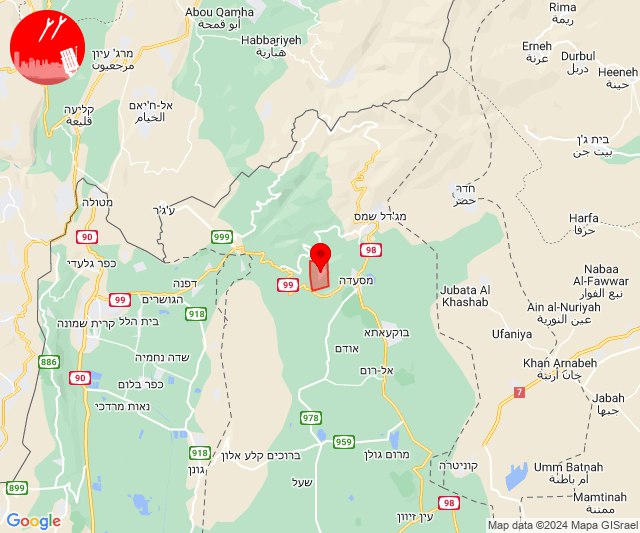 Abou Qamha
أبو قمحة
Rima
ريمة
Habbariyeh
هبارية
מרג' עיון
مرجعيون
Erneh
عرنة
Durbul
دربل
Heeneh
حينة
קליעה
قليعة
אל-ח'יאם
الخيام
בית ג'ן
بيت جن
מטולה
ע'ג'ר
חד'ר
حضر
מג'דל שמס
Harfa
حرفا
90
999
98
כפר גלעדי
דפנה
99
מסעדה
Nabaa
Al-Fawwar
نبع الفوار
Jubata Al
Khashab
99
הגושרים
918
Ain al-Nuriyah
عين النورية
קרית שמונה
בית הלל
בוקעאתא
Ufaniya
שדה נחמיה
אודם
886
90
כפר בלום
אל-רום
Khan Arnabeh
خان أرنبة
7
נאות מרדכי
Jabah
جبها
978
959
918
ברוכים קלע אלון
מרום גולן
קוניטרה
גונן
שעל
Umm Batnah
أم باطنة
899
98
עין זיוון
Mamtinah
ممتنة
Google
Map data ©2024 Mapa GISrael